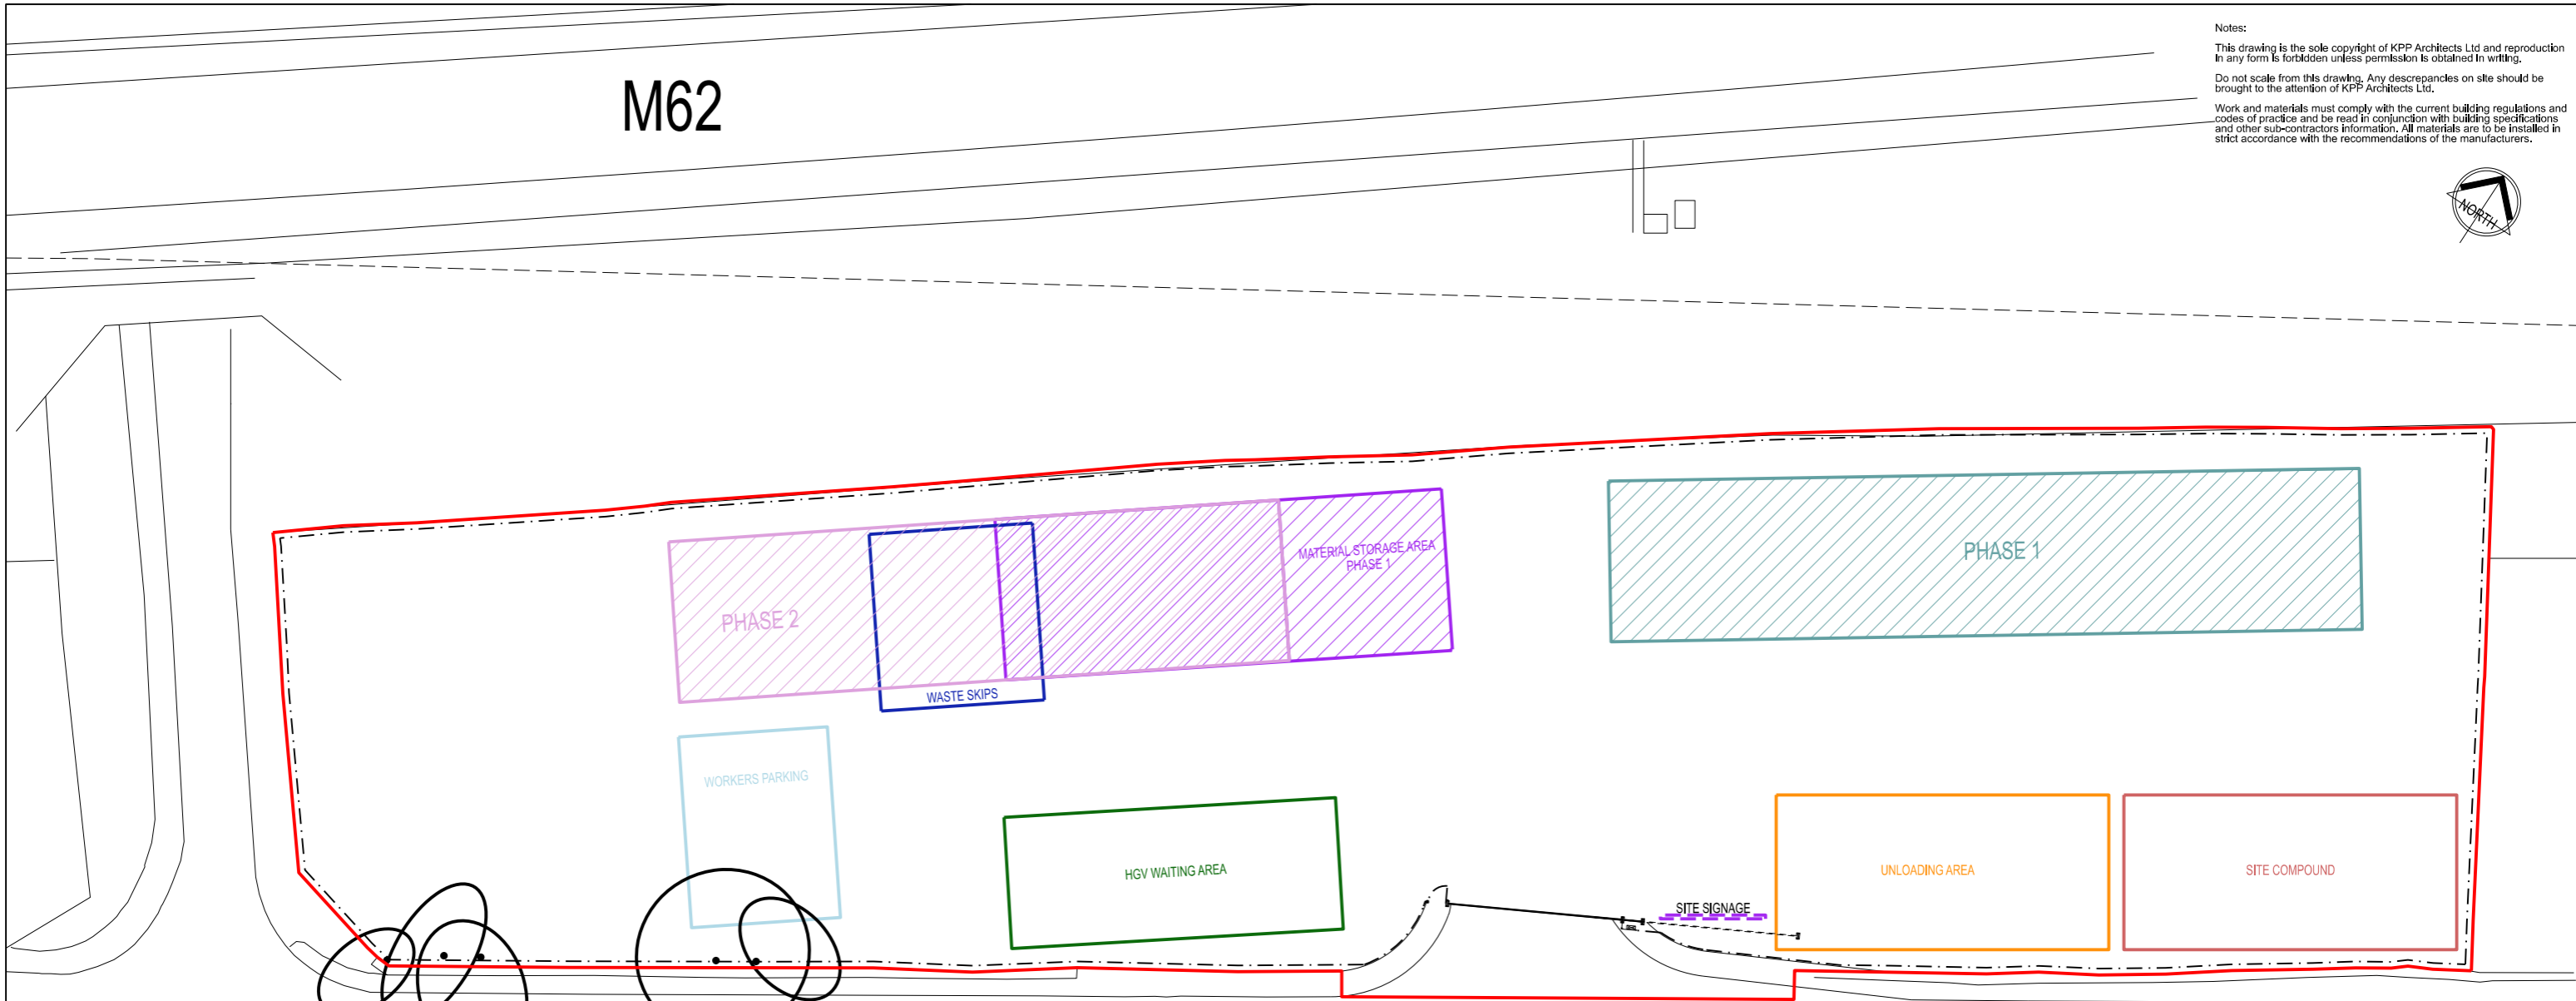 M62
Notes:
This drawing is the sole copyright of KPP Architects Ltd and reproduction
in any form is forbidden unless permission is obtained in writing.
Do not scale from this drawing. Any descrepancies on site should be
brought to the attention of KPP Architects Ltd.
Work and materials must comply with the current building regulations and
codes of practice and be read in conjunction with building specifications
and other sub-contractors information. All materials are to be installed in
strict accordance with the recommendations of the manufacturers.
NORTH
MATERIAL STORAGE AREA
PHASE 1
PHASE 1
PHASE 2
WASTE SKIPS
WORKERS PARKING
HGV WAITING AREA
UNLOADING AREA
SITE COMPOUND
SITE SIGNAGE